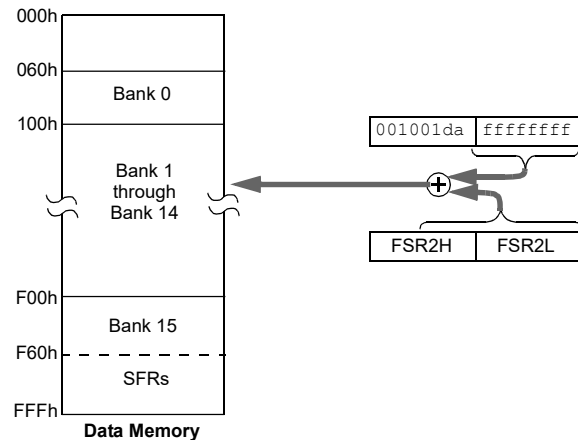 000h
060h
Bank 0
100h
001001da ffffffff
Bank 1
through
Bank 14
FSR2H FSR2L
F00h
Bank 15
F60h
SFRs
FFFh
Data Memory